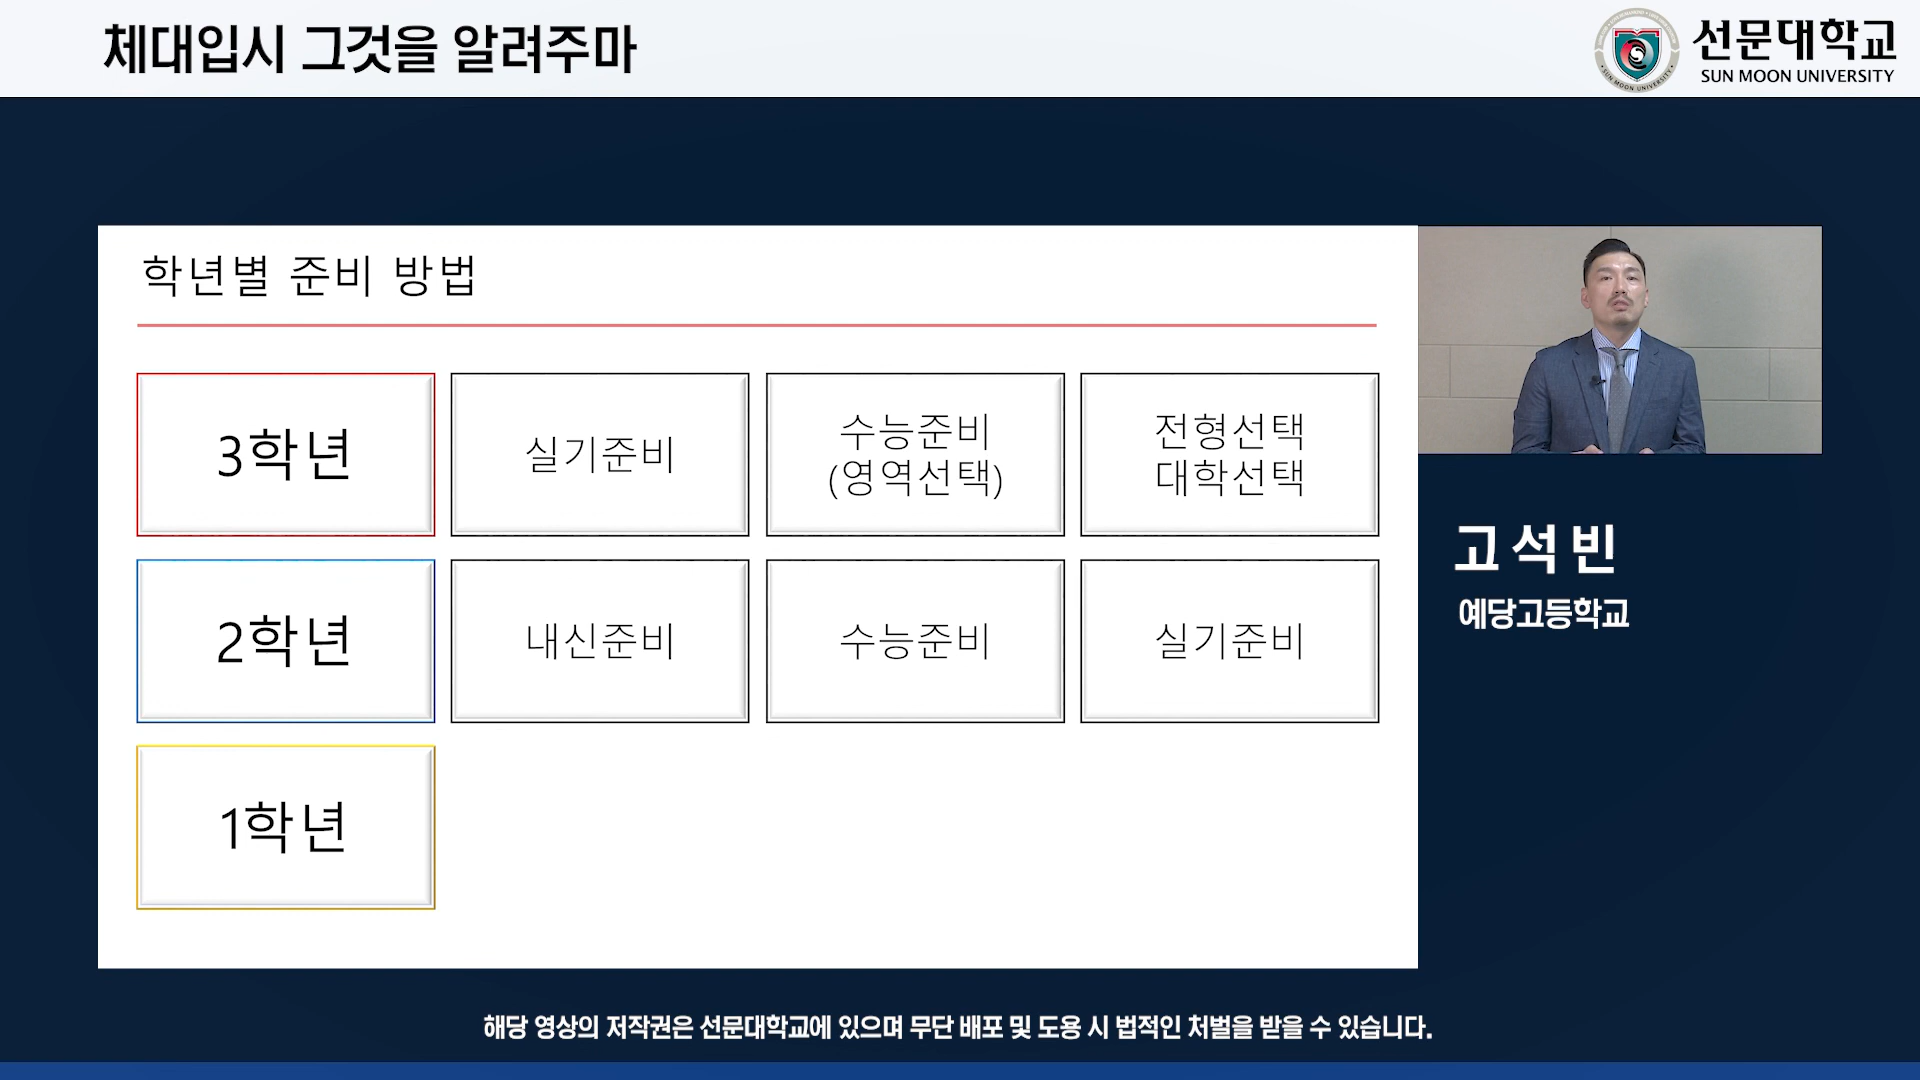 체대입시 그것을 알려주마
선문대학교
SUN MOON UNIVERSITY
학년별 준비 방법
3학년
실기준비
수능준비
(영역선택)
전형선택
대학선택
2학년
내신준비
수능준비
실기준비
1학년
고석빈
예당고등학교
해당 영상의 저작권은 선문대학교에 있으며 무단 배포 및 도용 시 법적인 처벌을 받을 수 있습니다.